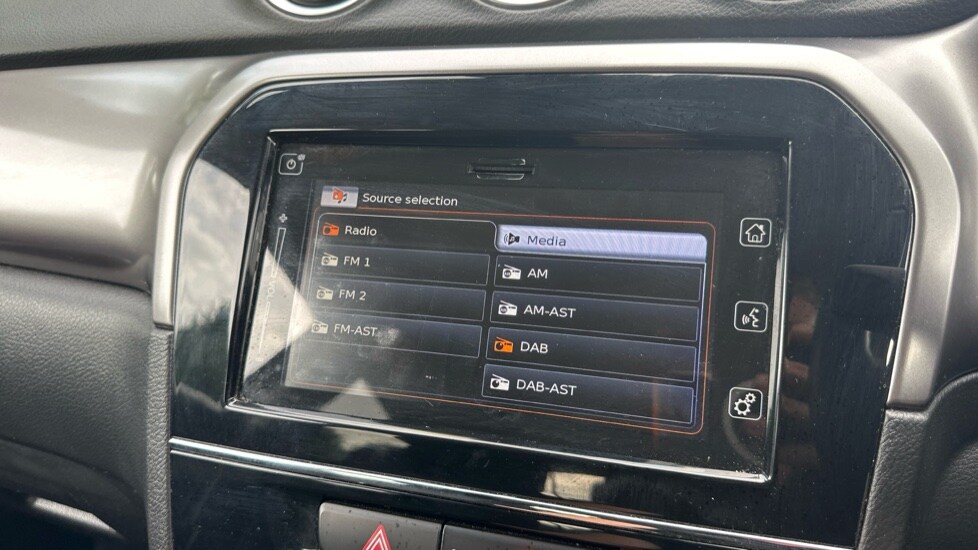 Source selection
Radio
Media
FM 1
AM
FM 2
AM-AST
FM-AST
DAB
DAB-AST